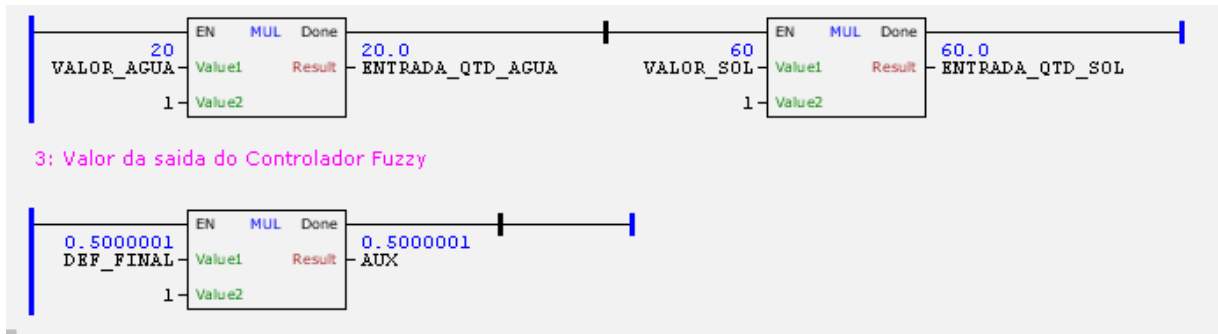 EN MUL Done EN MUL Done
20 20.0 60 60.0
VALOR_AGUA Value1 Result ENTRADA_QTD_AGUA VALOR_SOL Value1 Result ENTRADA_QTD_SOL
1 Value2 1 Value2
3: Valor da saida do Controlador Fuzzy
EN MUL Done
0.5000001 0.5000001
DEF_FINAL Value1 Result AUX
1 Value2